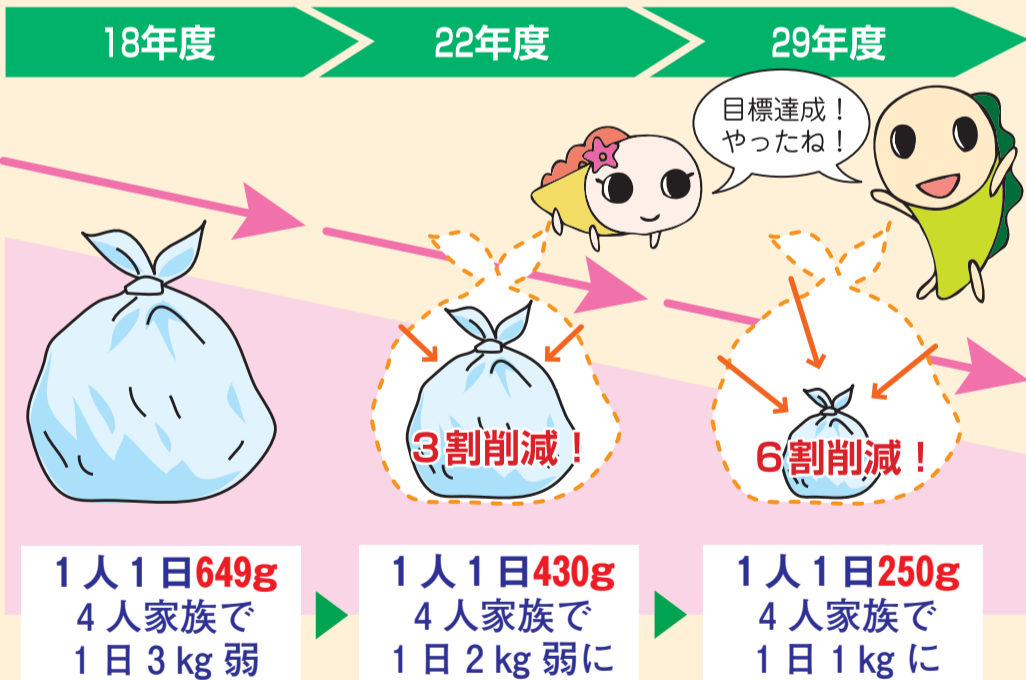 18年度
22年度
29年度
目標達成！
やったね！
3割削減！
6割削減！
1人1日649g
4人家族で
1日3kg弱
1人1日430g
4人家族で
1日2kg弱に
1人1日250g
4人家族で
1日1kgに